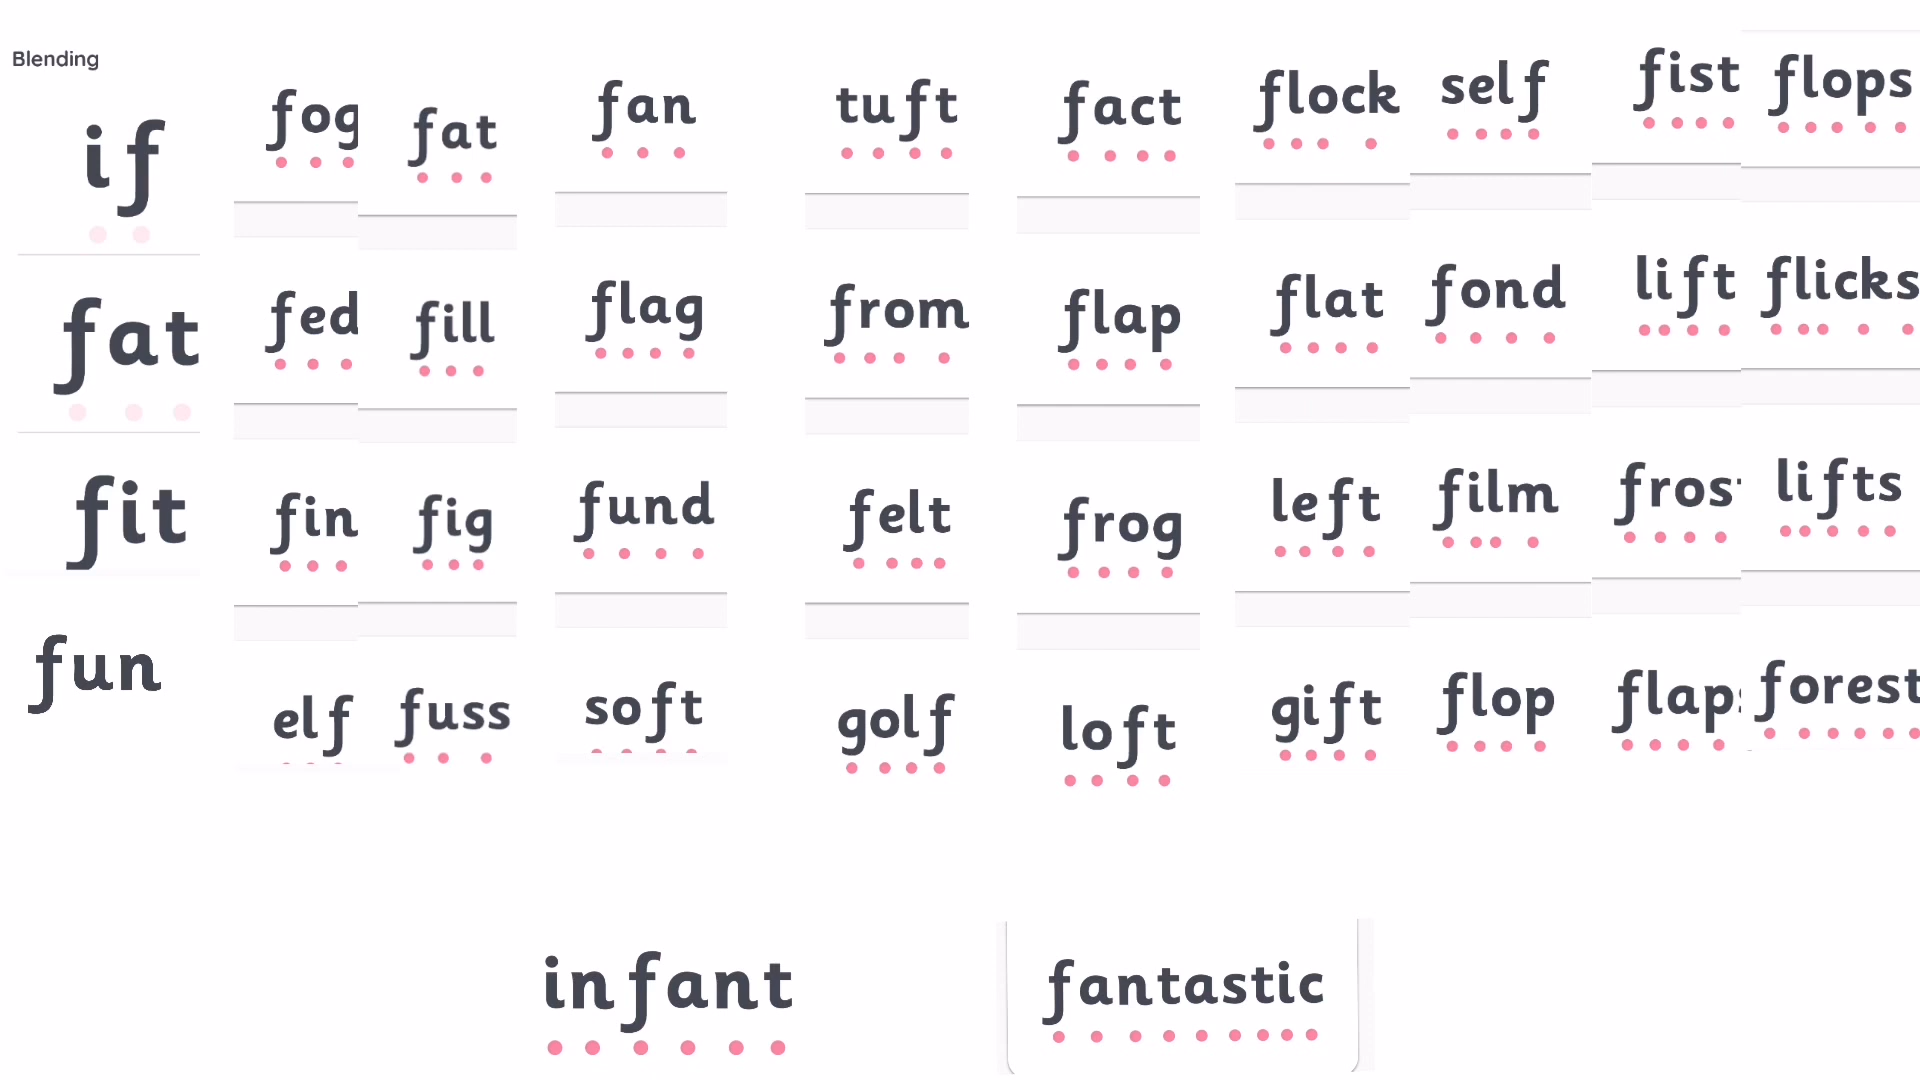 Blending
if fog fat fan tuft fact flock self fist flops
fat fed fill flag from flap flat fond lift flicks
fit fin fig fund felt frog left film frost lifts
fun elf fuss soft golf loft gift flop flaps forest
infant fantastic